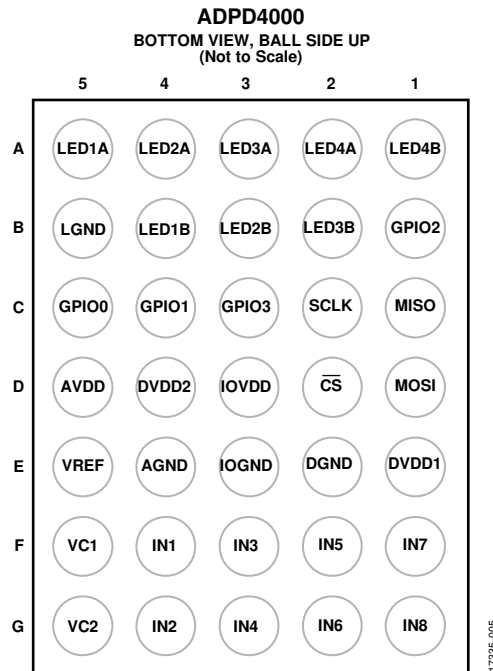 ADPD4000
BOTTOM VIEW, BALL SIDE UP
(Not to Scale)
5 4 3 2 1
A LED1A LED2A LED3A LED4A LED4B
B LGND LED1B LED2B LED3B GPIO2
C GPIO0 GPIO1 GPIO3 SCLK MISO
D AVDD DVDD2 IOVDD C̅S̅ MOSI
E VREF AGND IOGND DGND DVDD1
F VC1 IN1 IN3 IN5 IN7
G VC2 IN2 IN4 IN6 IN8